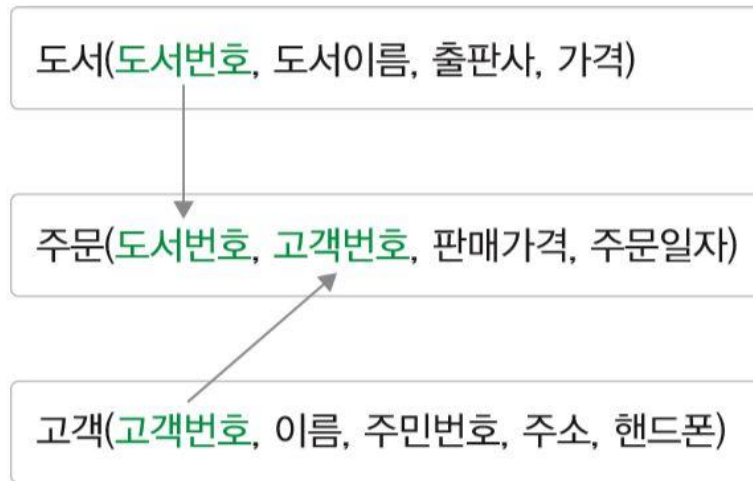 도서(도서번호, 도서이름, 출판사, 가격)
주문(도서번호, 고객번호, 판매가격, 주문일자)
고객(고객번호, 이름, 주민번호, 주소, 핸드폰)